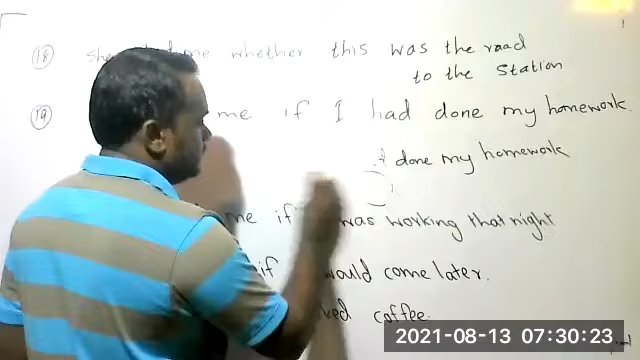 18 me whether this was the road
to the station
19 me if I had done my homework.
done my homework
me if was working that night
if would come later.
coffee.
2021-08-13 07:30:23